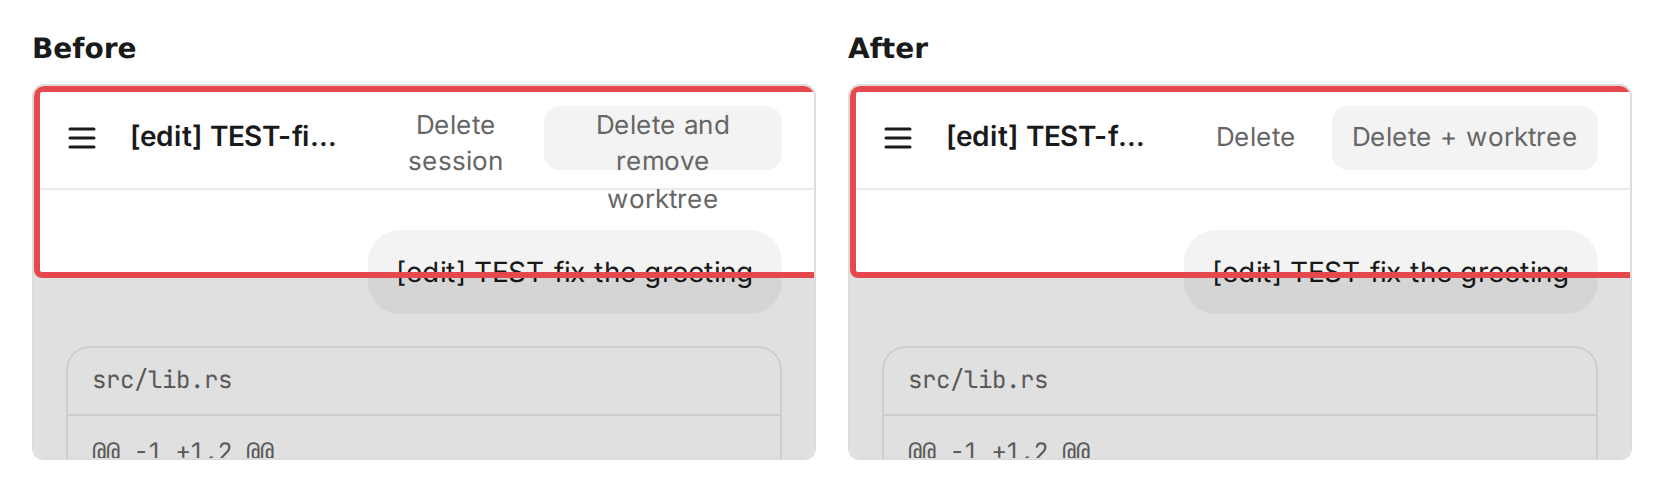 Before
[edit] TEST-fi...
Delete
session
Delete and
remove
worktree
[edit] TEST-fix the greeting
src/lib.rs
@@ -1 +1,2 @@
After
[edit] TEST-f...
Delete
Delete + worktree
[edit] TEST-fix the greeting
src/lib.rs
@@ -1 +1,2 @@